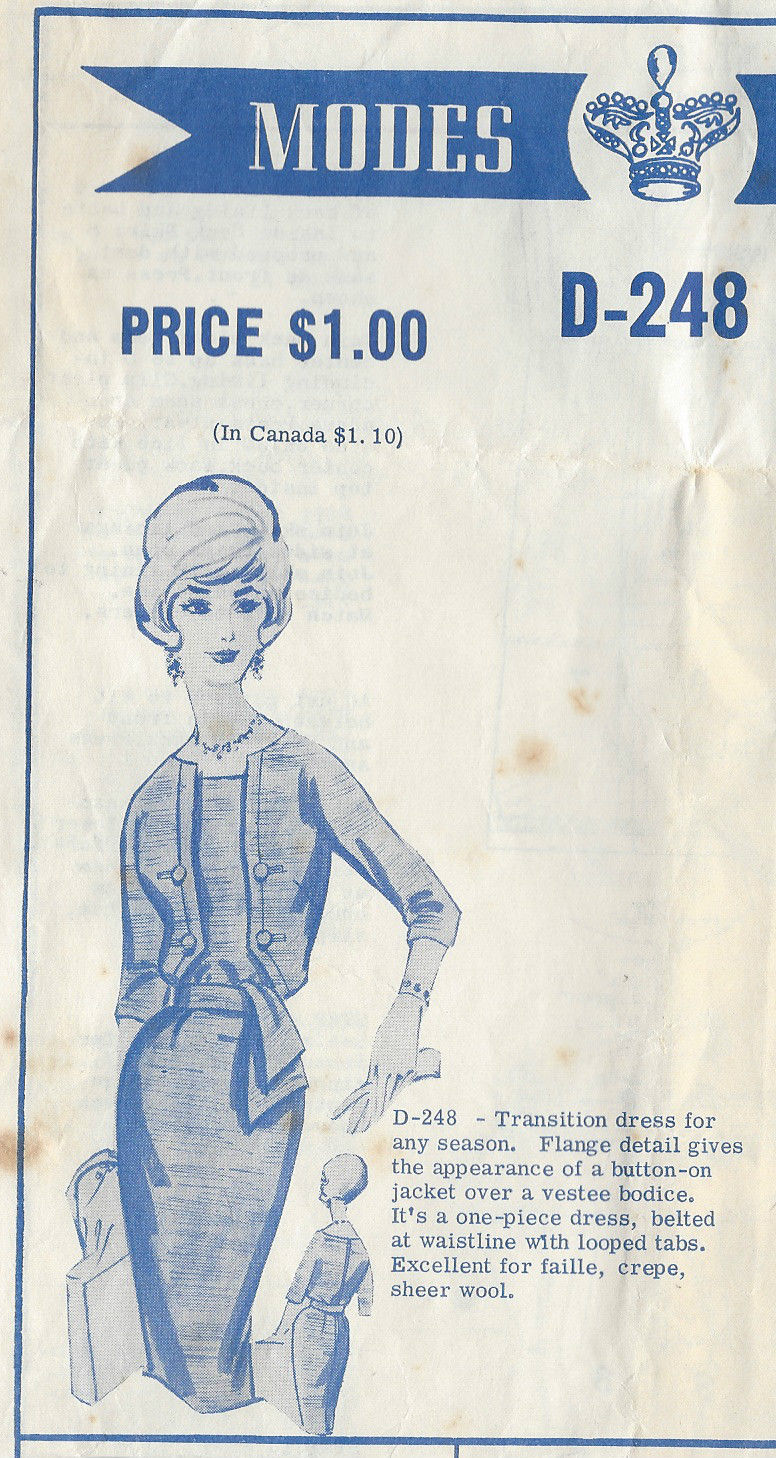 MODES
D-248
PRICE $1.00
(In Canada $1.10)
D-248 - Transition dress for
any season. Flange detail gives
the appearance of a button-on
jacket over a vestee bodice.
It's a one-piece dress, belted
at waistline with looped tabs.
Excellent for faille, crepe,
sheer wool.